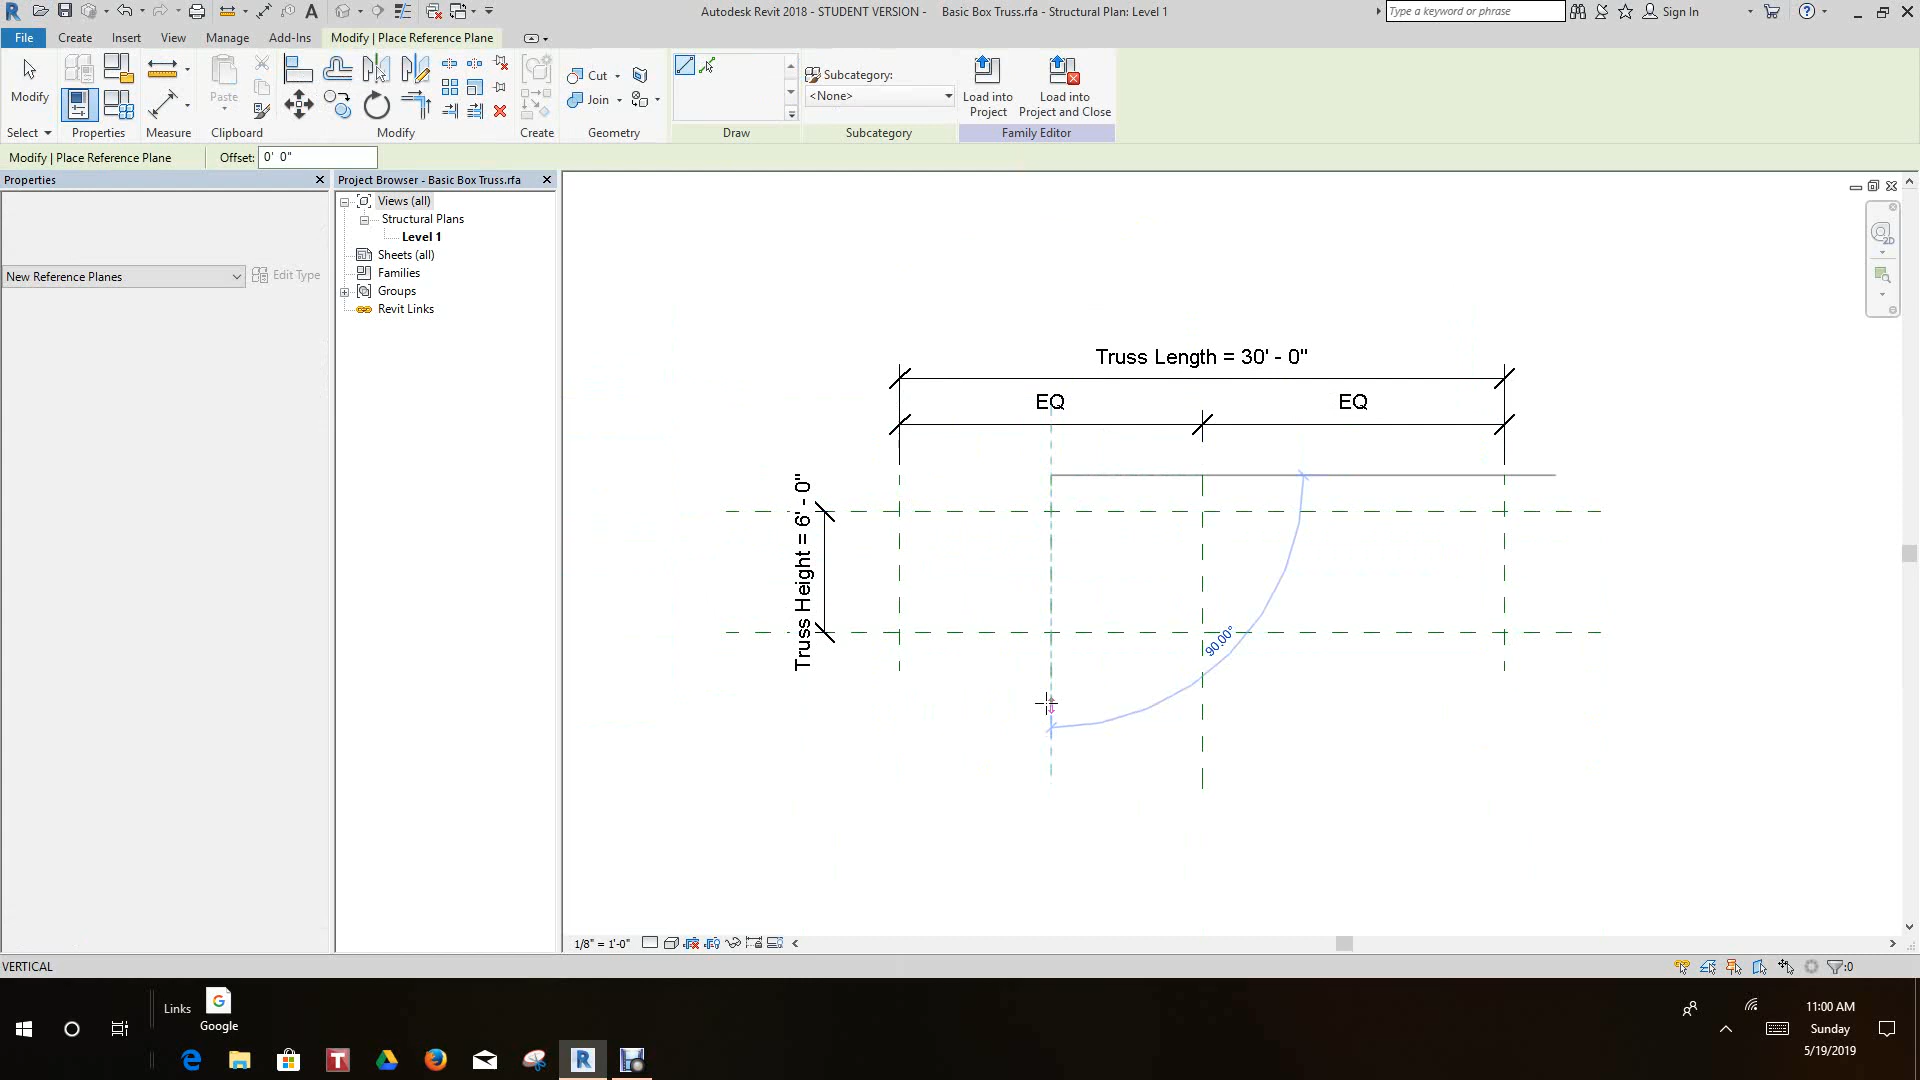 Autodesk Revit 2018 - STUDENT VERSION - Basic Box Truss.rfa - Structural Plan: Level 1
Type a keyword or phrase
Sign In
File Create Insert View Manage Add-Ins Modify | Place Reference Plane
Modify
Paste
Cut
Join
Subcategory:
<None>
Load into Project
Load into Project and Close
Select Properties Measure Clipboard Modify Create Geometry Draw Subcategory Family Editor
Modify | Place Reference Plane Offset: 0' 0"
Properties
Project Browser - Basic Box Truss.rfa
Views (all)
Structural Plans
Level 1
Sheets (all)
Families
Groups
Revit Links
New Reference Planes
Edit Type
2D
Truss Length = 30' - 0"
EQ EQ
Truss Height = 6' - 0"
90.00°
1/8" = 1'-0"
VERTICAL
:0
Links
Google
11:00 AM
Sunday
5/19/2019